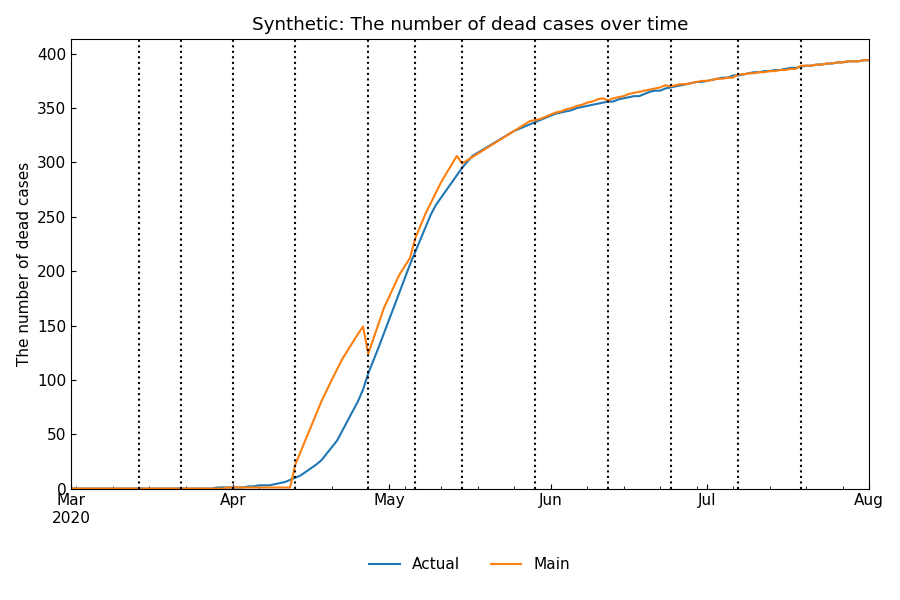 Synthetic: The number of dead cases over time
The number of dead cases
400
350
300
250
200
150
100
50
0
Mar Apr May Jun Jul Aug
2020
Actual Main